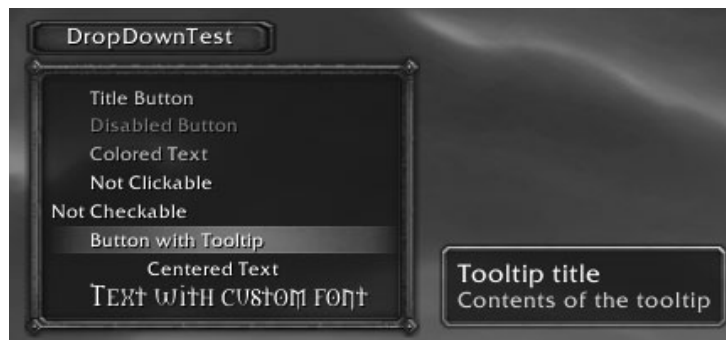 DropDownTest
Title Button
Disabled Button
Colored Text
Not Clickable
Not Checkable
Button with Tooltip
Centered Text
Text with custom font
Tooltip title
Contents of the tooltip